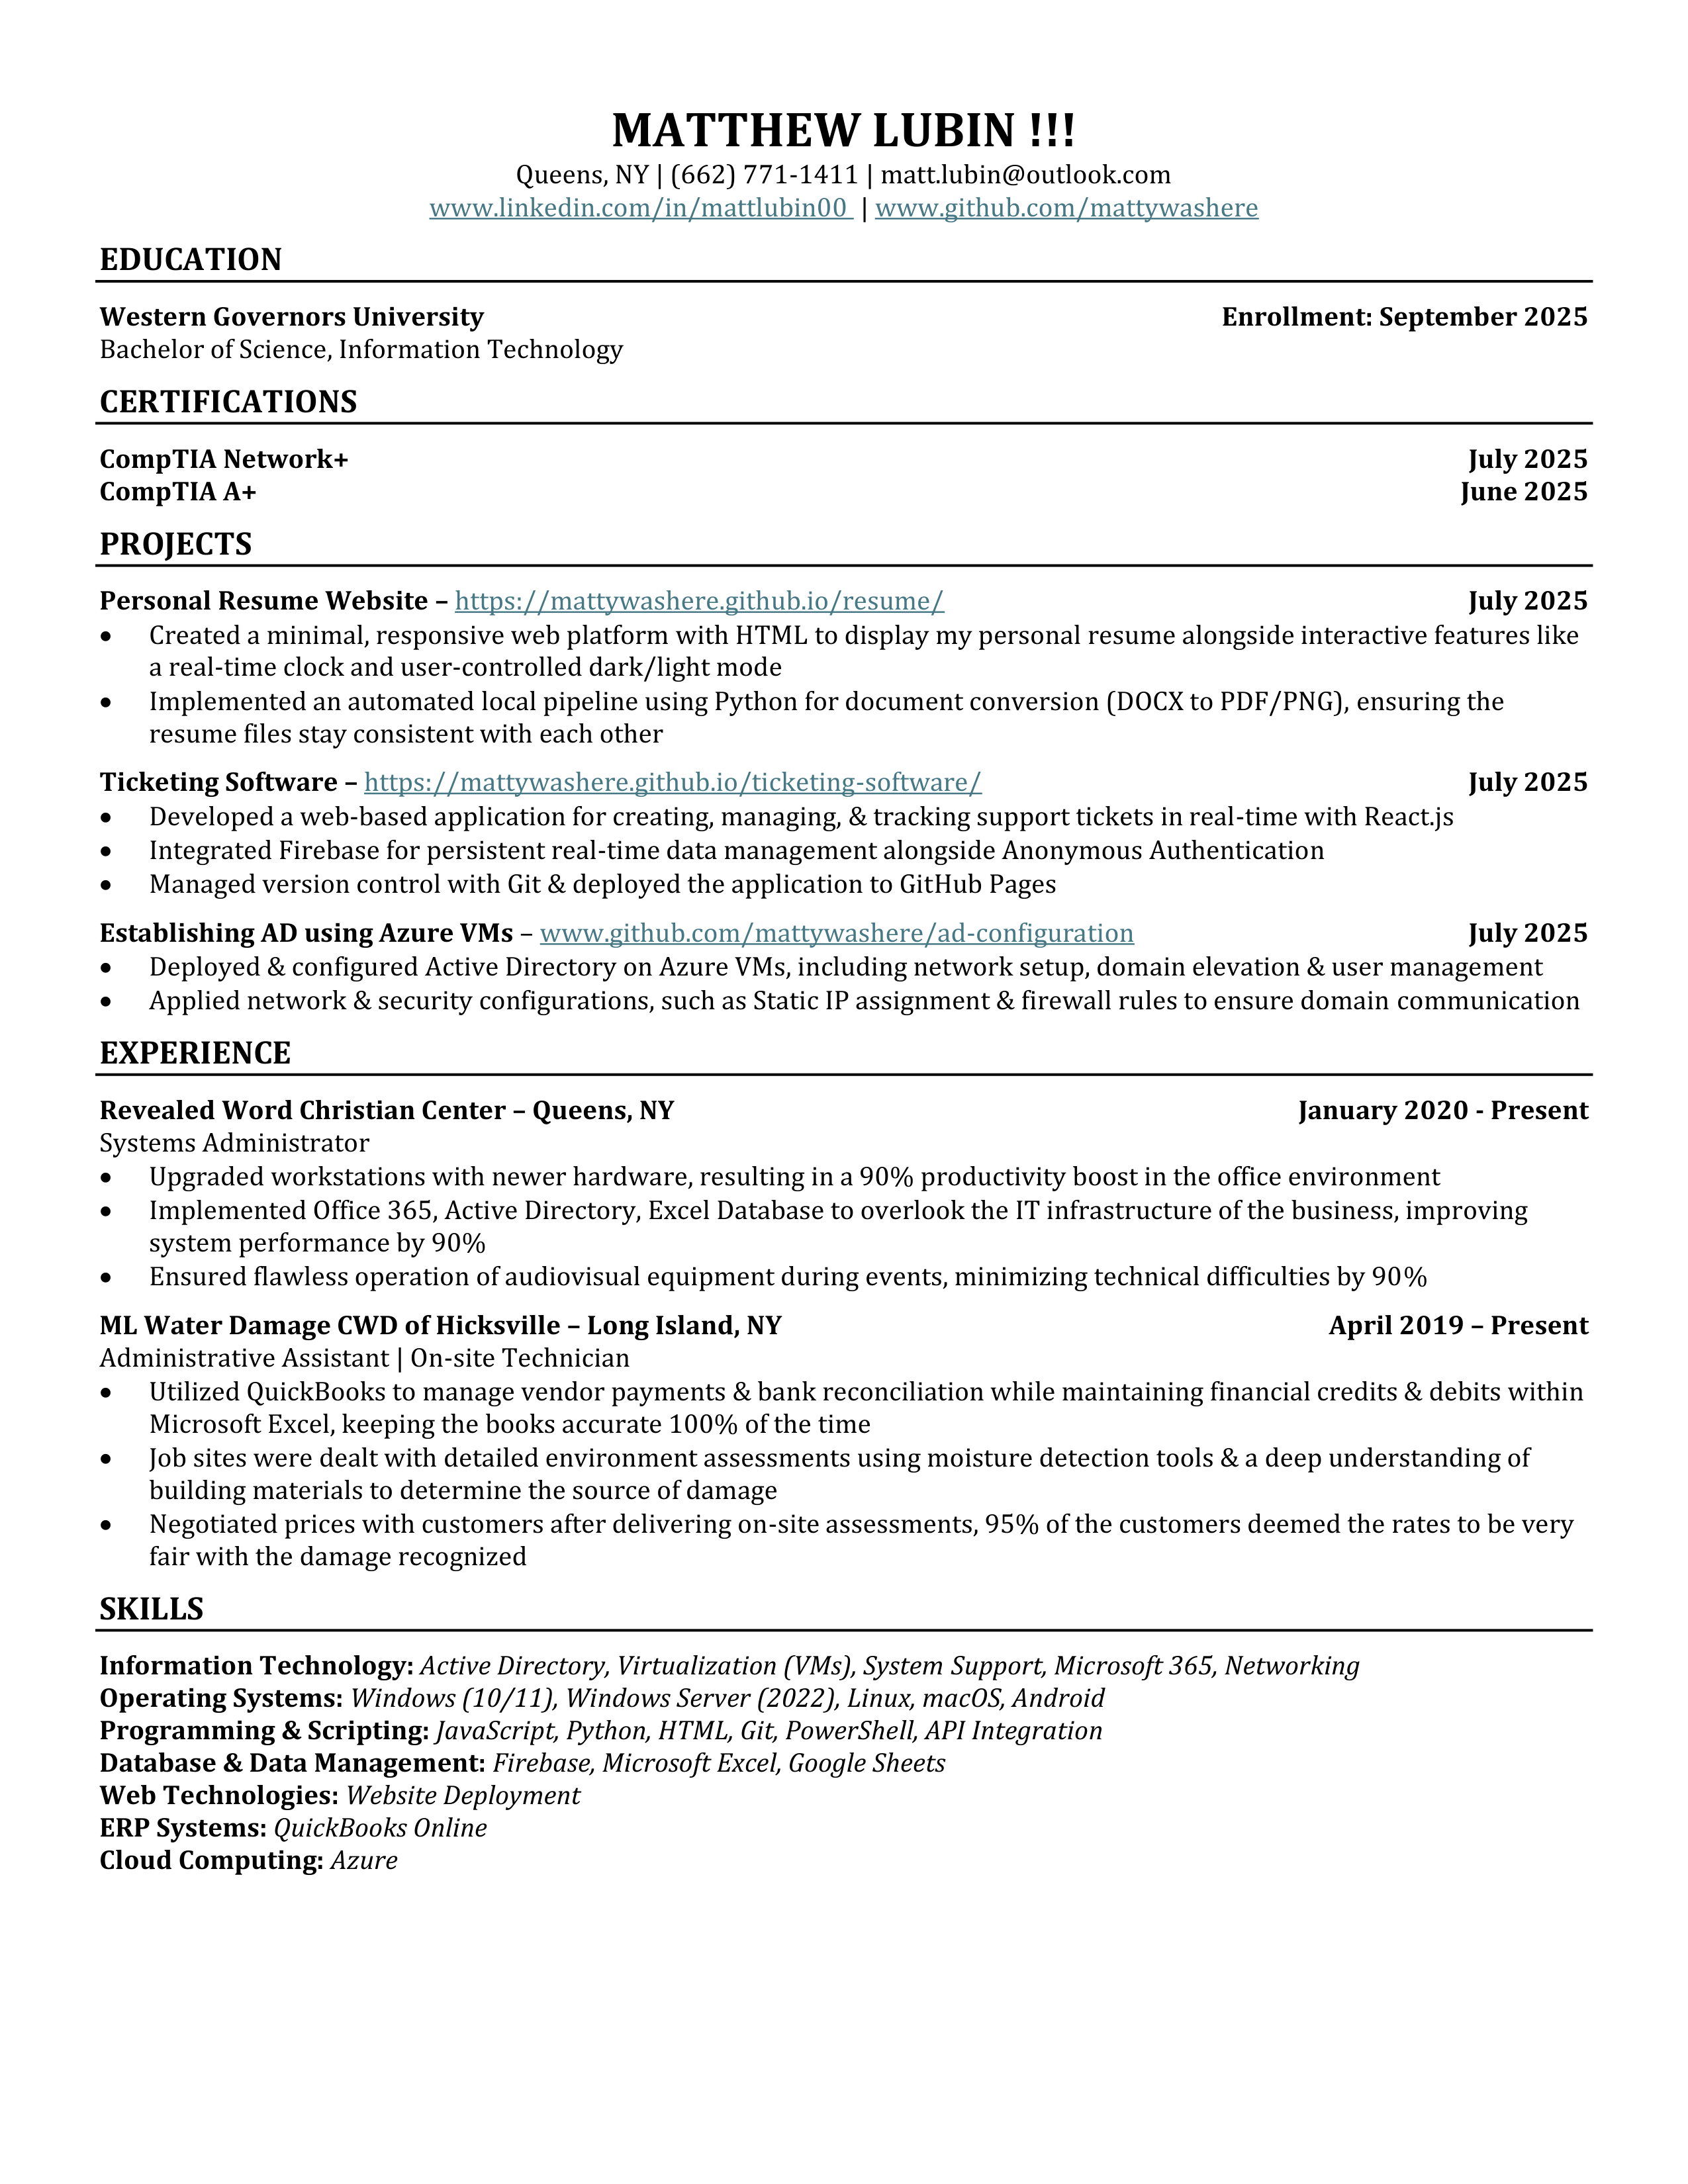 MATTHEW LUBIN !!!
Queens, NY | (662) 771-1411 | matt.lubin@outlook.com
www.linkedin.com/in/mattlubin00 | www.github.com/mattywashere
EDUCATION
Western Governors University Enrollment: September 2025
Bachelor of Science, Information Technology
CERTIFICATIONS
CompTIA Network+ July 2025
CompTIA A+ June 2025
PROJECTS
Personal Resume Website – https://mattywashere.github.io/resume/ July 2025
• Created a minimal, responsive web platform with HTML to display my personal resume alongside interactive features like
a real-time clock and user-controlled dark/light mode
• Implemented an automated local pipeline using Python for document conversion (DOCX to PDF/PNG), ensuring the
resume files stay consistent with each other
Ticketing Software – https://mattywashere.github.io/ticketing-software/ July 2025
• Developed a web-based application for creating, managing, & tracking support tickets in real-time with React.js
• Integrated Firebase for persistent real-time data management alongside Anonymous Authentication
• Managed version control with Git & deployed the application to GitHub Pages
Establishing AD using Azure VMs – www.github.com/mattywashere/ad-configuration July 2025
• Deployed & configured Active Directory on Azure VMs, including network setup, domain elevation & user management
• Applied network & security configurations, such as Static IP assignment & firewall rules to ensure domain communication
EXPERIENCE
Revealed Word Christian Center – Queens, NY January 2020 - Present
Systems Administrator
• Upgraded workstations with newer hardware, resulting in a 90% productivity boost in the office environment
• Implemented Office 365, Active Directory, Excel Database to overlook the IT infrastructure of the business, improving
system performance by 90%
• Ensured flawless operation of audiovisual equipment during events, minimizing technical difficulties by 90%
ML Water Damage CWD of Hicksville – Long Island, NY April 2019 – Present
Administrative Assistant | On-site Technician
• Utilized QuickBooks to manage vendor payments & bank reconciliation while maintaining financial credits & debits within
Microsoft Excel, keeping the books accurate 100% of the time
• Job sites were dealt with detailed environment assessments using moisture detection tools & a deep understanding of
building materials to determine the source of damage
• Negotiated prices with customers after delivering on-site assessments, 95% of the customers deemed the rates to be very
fair with the damage recognized
SKILLS
Information Technology: Active Directory, Virtualization (VMs), System Support, Microsoft 365, Networking
Operating Systems: Windows (10/11), Windows Server (2022), Linux, macOS, Android
Programming & Scripting: JavaScript, Python, HTML, Git, PowerShell, API Integration
Database & Data Management: Firebase, Microsoft Excel, Google Sheets
Web Technologies: Website Deployment
ERP Systems: QuickBooks Online
Cloud Computing: Azure